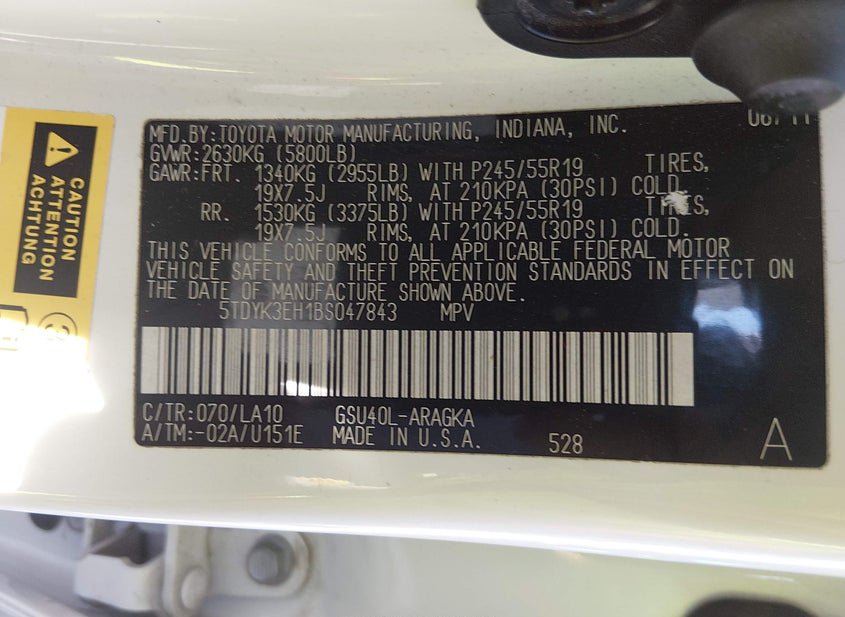 MFD.BY:TOYOTA MOTOR MANUFACTURING, INDIANA, INC. 06/11
GVWR:2630KG (5800LB)
GAWR:FRT. 1340KG (2955LB) WITH P245/55R19 TIRES,
19X7.5J RIMS, AT 210KPA (30PSI) COLD.
RR. 1530KG (3375LB) WITH P245/55R19 TIRES,
19X7.5J RIMS, AT 210KPA (30PSI) COLD.
THIS VEHICLE CONFORMS TO ALL APPLICABLE FEDERAL MOTOR
VEHICLE SAFETY AND THEFT PREVENTION STANDARDS IN EFFECT ON
THE DATE OF MANUFACTURE SHOWN ABOVE.
5TDYK3EH1BS047843 MPV
C/TR:070/LA10 GSU40L-ARAGKA
A/TM:-02A/U151E MADE IN U.S.A. 528 A
CAUTION
ATTENTION
ACHTUNG